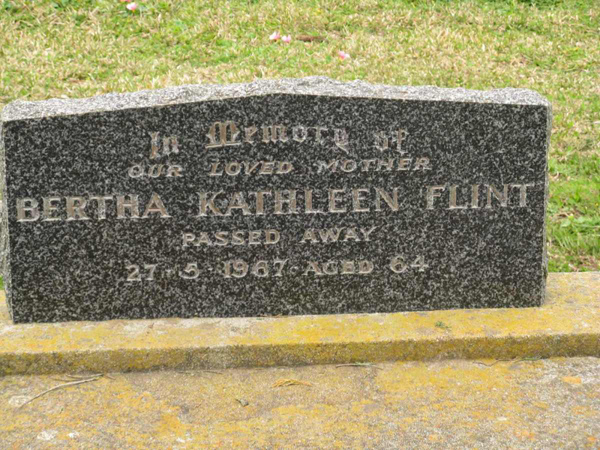 In Memory of
OUR LOVED MOTHER
BERTHA KATHLEEN FLINT
PASSED AWAY
27-5-1967-AGED 64